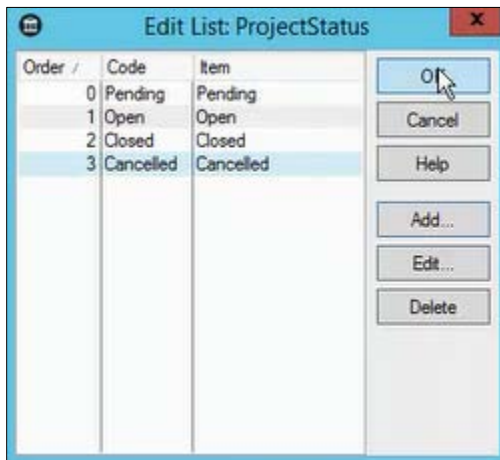 Edit List: ProjectStatus
x
Order / Code Item
0 Pending Pending
1 Open Open
2 Closed Closed
3 Cancelled Cancelled
OK
Cancel
Help
Add...
Edit...
Delete